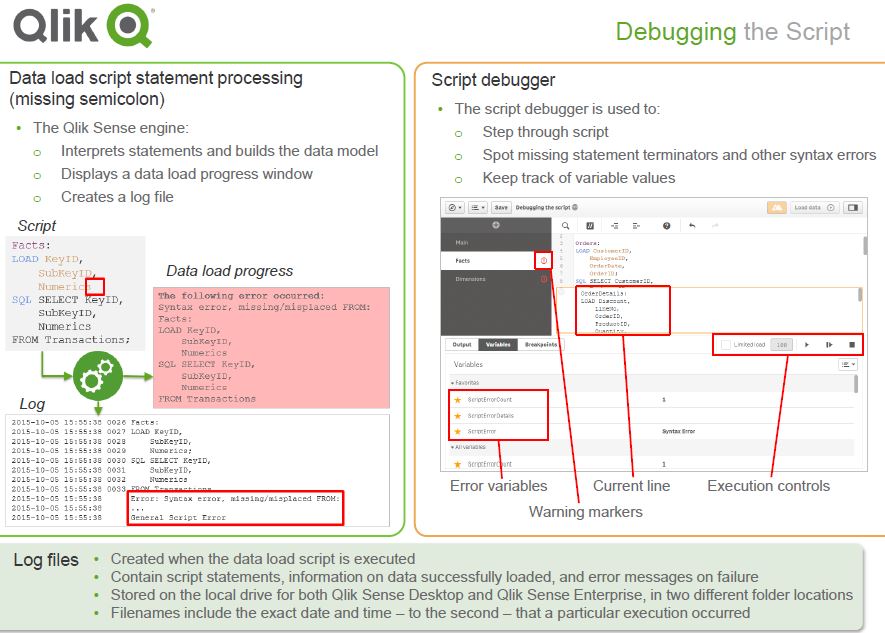 Qlik
Debugging the Script
Data load script statement processing
(missing semicolon)
• The Qlik Sense engine:
o Interprets statements and builds the data model
o Displays a data load progress window
o Creates a log file
Script
Facts:
LOAD KeyID,
SubKeyID,
Numerics
SQL SELECT KeyID,
SubKeyID,
Numerics
FROM Transactions;
Data load progress
The following error occurred:
Syntax error, missing/misplaced FROM:
Facts:
LOAD KeyID,
SubKeyID,
Numerics
SQL SELECT KeyID,
SubKeyID,
Numerics
FROM Transactions
Log
2015-10-05 15:55:38 0026 Facts:
2015-10-05 15:55:38 0027 LOAD KeyID,
2015-10-05 15:55:38 0028 SubKeyID,
2015-10-05 15:55:38 0029 Numerics;
2015-10-05 15:55:38 0030 SQL SELECT KeyID,
2015-10-05 15:55:38 0031 SubKeyID,
2015-10-05 15:55:38 0032 Numerics
2015-10-05 15:55:38 0033 FROM Transactions
2015-10-05 15:55:38 Error: Syntax error, missing/misplaced FROM:
2015-10-05 15:55:38 ...
2015-10-05 15:55:38 General Script Error
Script debugger
• The script debugger is used to:
o Step through script
o Spot missing statement terminators and other syntax errors
o Keep track of variable values
Save Debugging the script Load data
Main
Facts
Dimensions
Orders:
LOAD CustomerID,
EmployeeID,
OrderDate,
OrderID;
SQL SELECT CustomerID,
OrderDetails:
LOAD Discount,
LineNo,
OrderID,
ProductID,
Quantity,
Output Variables Breakpoints
Limited load 100
Variables
Favorites
ScriptErrorCount 1
ScriptErrorDetails
ScriptError Syntax Error
All variables
ScriptErrorCount 1
Error variables
Current line
Execution controls
Warning markers
Log files
• Created when the data load script is executed
• Contain script statements, information on data successfully loaded, and error messages on failure
• Stored on the local drive for both Qlik Sense Desktop and Qlik Sense Enterprise, in two different folder locations
• Filenames include the exact date and time – to the second – that a particular execution occurred